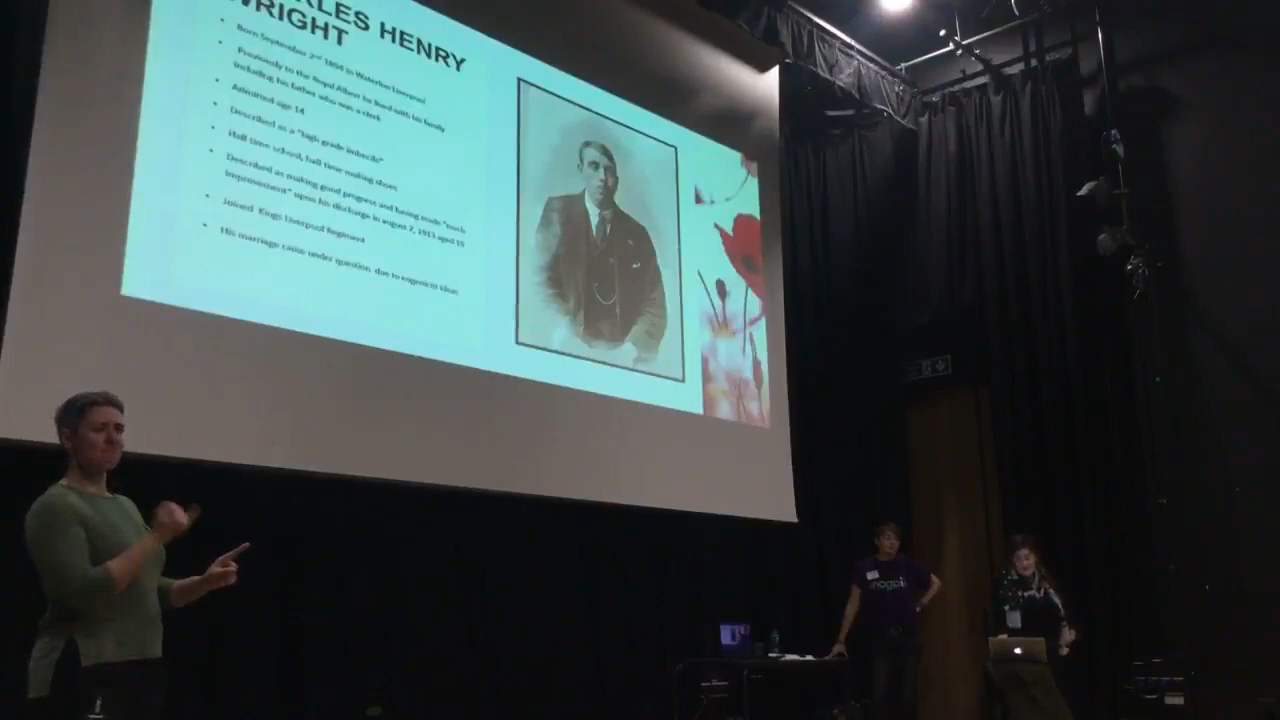 RLES HENRY
WRIGHT
Born September 2nd 1894 in Waterloo Liverpool
Previously to the Royal Albert he lived with his family
including his father who was a clerk
Admitted age 14
Described as a "high grade imbecile"
Half time school, half time making shoes
Described as making good progress and having made "much
improvement" upon his discharge in august 7, 1913 aged 19
Joined Kings Liverpool Regiment
His marriage came under question due to eugenicist ideas